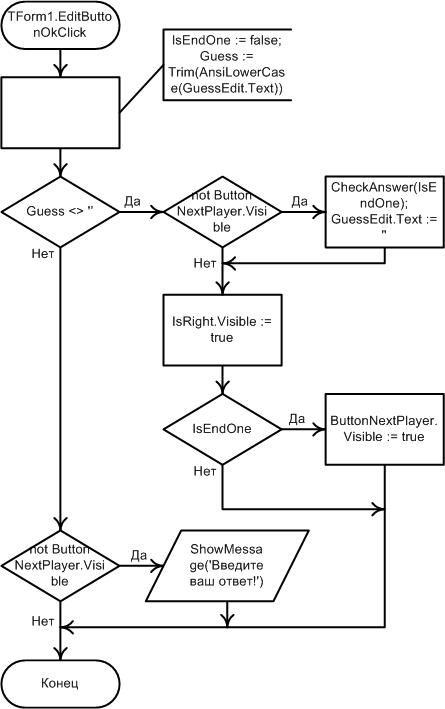 TForm1.EditButto
nOkClick
IsEndOne := false;
Guess :=
Trim(AnsiLowerCas
e(GuessEdit.Text))
Guess <> ''
Да
Нет
not Button
NextPlayer.Visi
ble
Да
Нет
CheckAnswer(IsE
ndOne);
GuessEdit.Text :=
''
IsRight.Visible :=
true
IsEndOne
Да
Нет
ButtonNextPlayer.
Visible := true
not Button
NextPlayer.Visi
ble
Да
Нет
ShowMessa
ge('Введите
ваш ответ!')
Конец